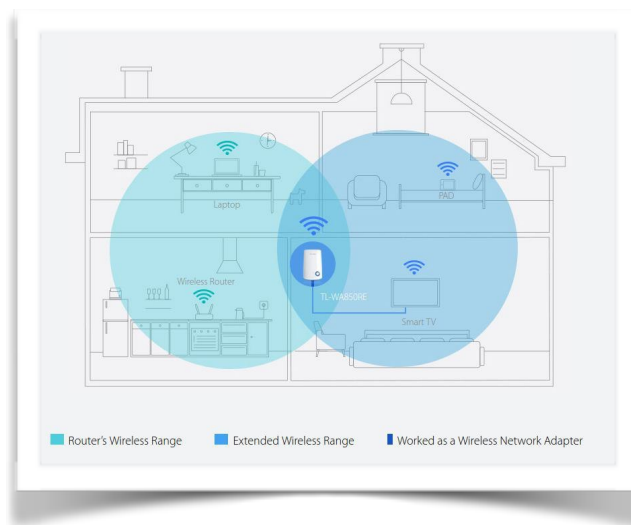 Laptop
PAD
Wireless Router
TL-WA850RE
Smart TV
Router's Wireless Range
Extended Wireless Range
Worked as a Wireless Network Adapter